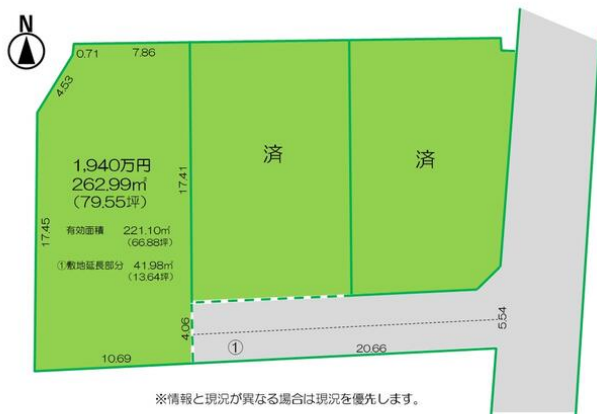 N
0.71
7.86
4.53
1,940万円
262.99㎡
(79.55坪)
有効面積 221.10㎡
(66.88坪)
①敷地延長部分 41.98㎡
(13.64坪)
17.45
17.41
済
済
4.06
5.54
①
20.66
10.69
※情報と現況が異なる場合は現況を優先します。